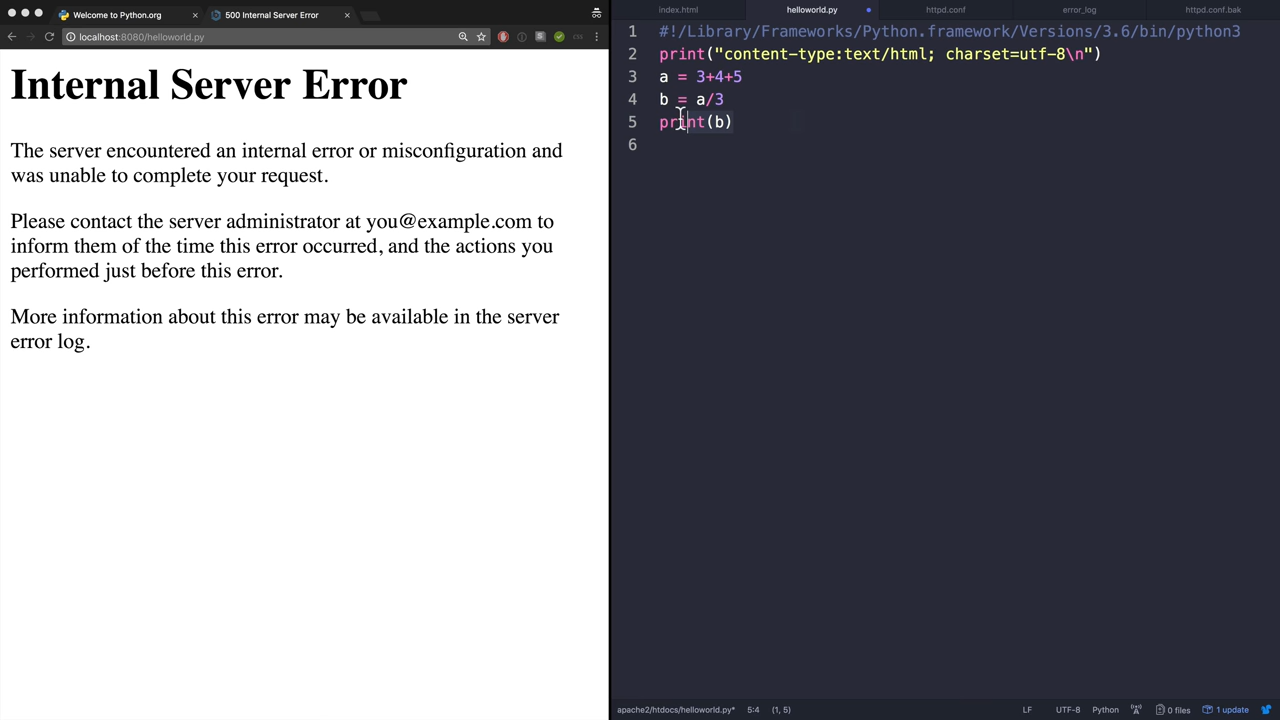 Welcome to Python.org
500 Internal Server Error
localhost:8080/helloworld.py
Internal Server Error
The server encountered an internal error or misconfiguration and
was unable to complete your request.
Please contact the server administrator at you@example.com to
inform them of the time this error occurred, and the actions you
performed just before this error.
More information about this error may be available in the server
error log.
index.html
helloworld.py
httpd.conf
error_log
httpd.conf.bak
1 #!/Library/Frameworks/Python.framework/Versions/3.6/bin/python3
2 print("content-type:text/html; charset=utf-8\n")
3 a = 3+4+5
4 b = a/3
5 print(b)
6
apache2/htdocs/helloworld.py* 5:4 (1, 5)
LF UTF-8 Python 0 files 1 update